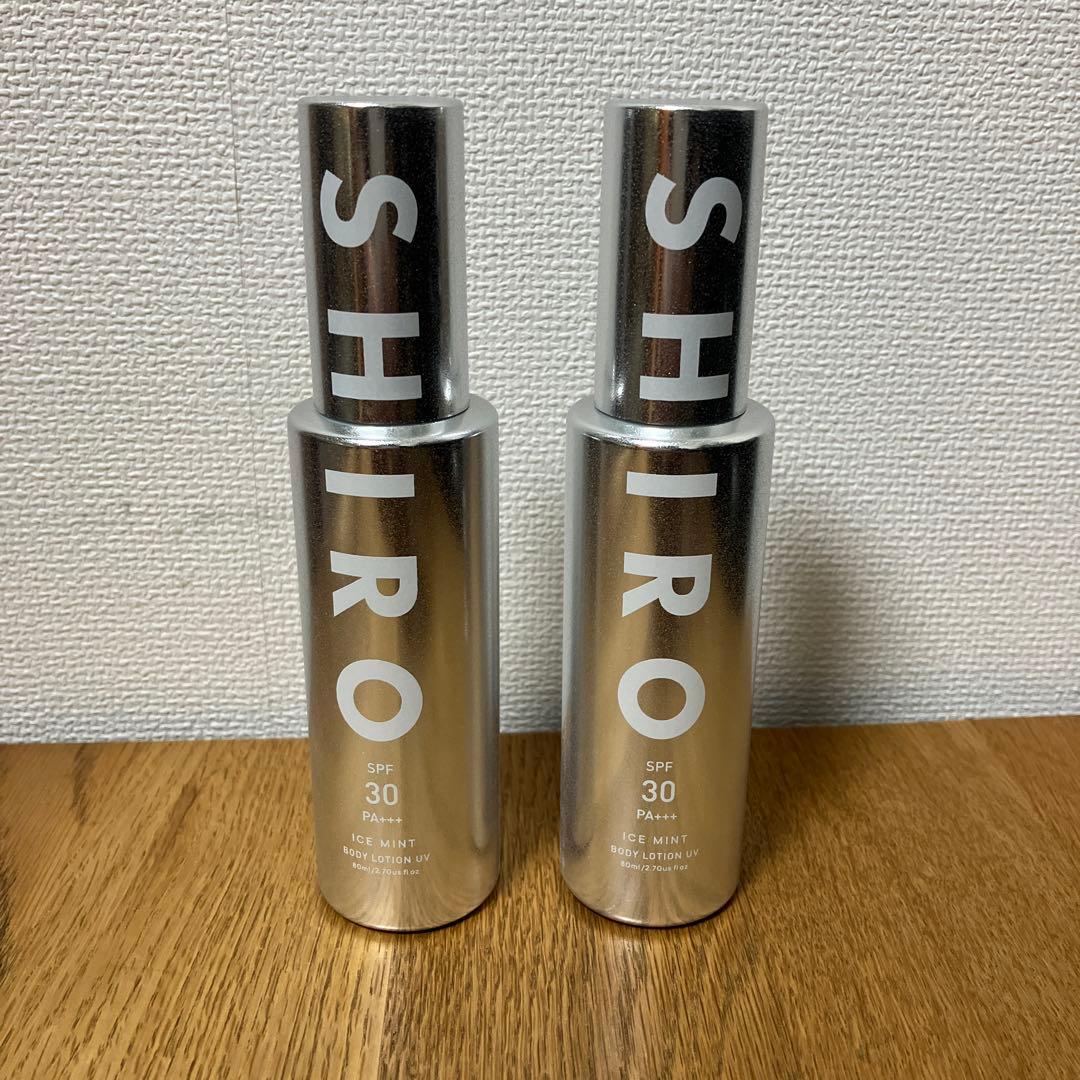 SHIRO
SPF
30
PA+++
ICE MINT
BODY LOTION UV
80ml/2.70us fl oz
SHIRO
SPF
30
PA+++
ICE MINT
BODY LOTION UV
80ml/2.70us fl oz